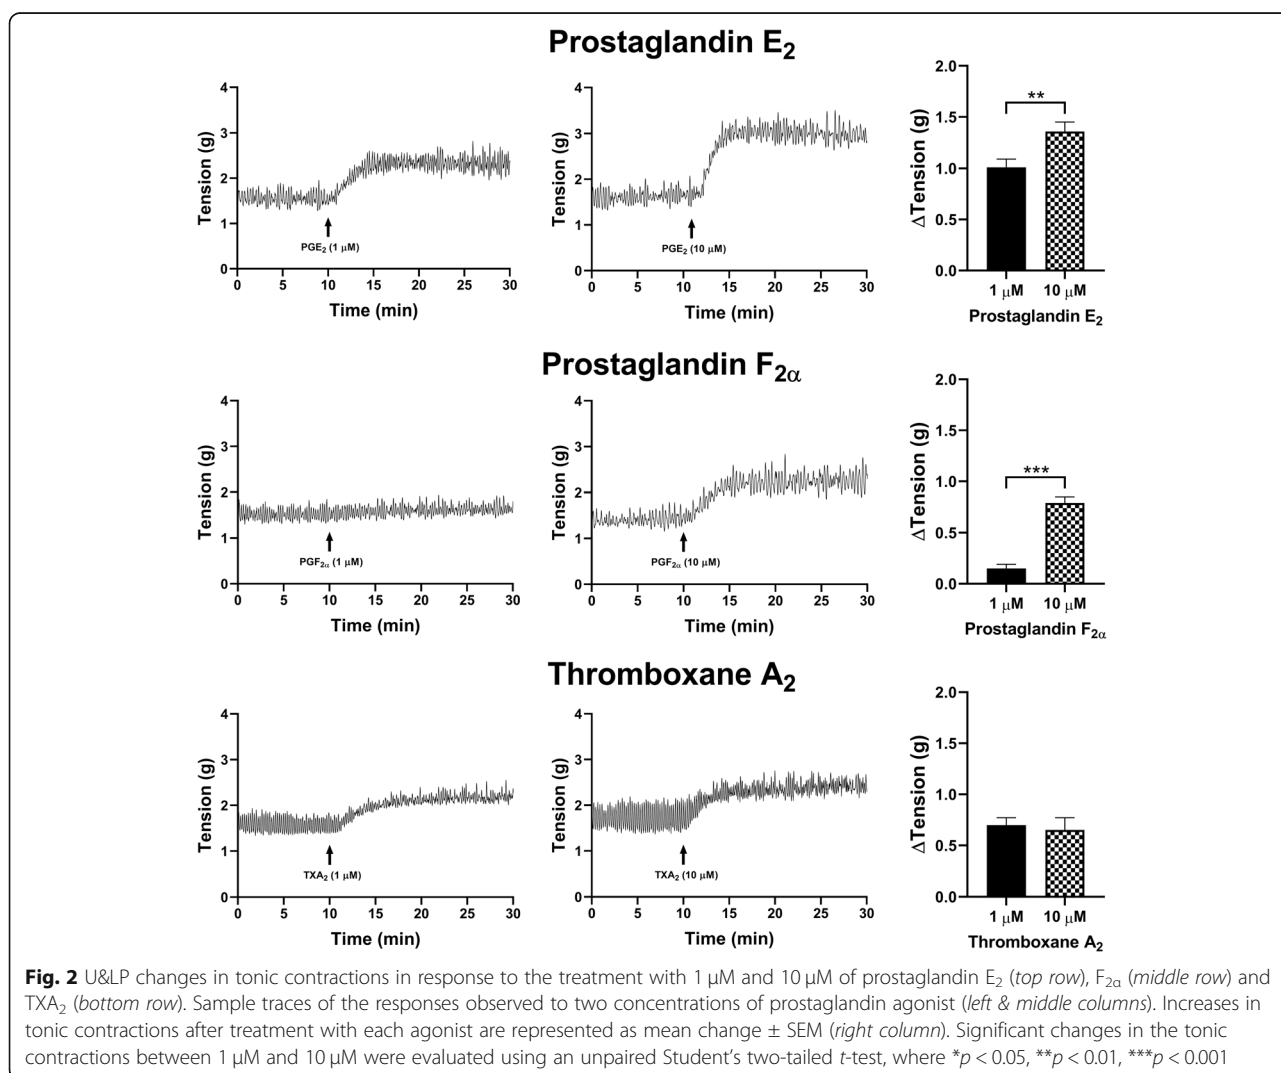 Prostaglandin E2
Tension (g)
4
3
2
1
0
PGE2 (1 μM)
0 5 10 15 20 25 30
Time (min)
Tension (g)
4
3
2
1
0
PGE2 (10 μM)
0 5 10 15 20 25 30
Time (min)
ΔTension (g)
2.0
1.5
1.0
0.5
0.0
**
1 μM 10 μM
Prostaglandin E2
Prostaglandin F2α
Tension (g)
4
3
2
1
0
PGF2α (1 μM)
0 5 10 15 20 25 30
Time (min)
Tension (g)
4
3
2
1
0
PGF2α (10 μM)
0 5 10 15 20 25 30
Time (min)
ΔTension (g)
2.0
1.5
1.0
0.5
0.0
***
1 μM 10 μM
Prostaglandin F2α
Thromboxane A2
Tension (g)
4
3
2
1
0
TXA2 (1 μM)
0 5 10 15 20 25 30
Time (min)
Tension (g)
4
3
2
1
0
TXA2 (10 μM)
0 5 10 15 20 25 30
Time (min)
ΔTension (g)
2.0
1.5
1.0
0.5
0.0
1 μM 10 μM
Thromboxane A2
Fig. 2 U&LP changes in tonic contractions in response to the treatment with 1 μM and 10 μM of prostaglandin E2 (top row), F2α (middle row) and
TXA2 (bottom row). Sample traces of the responses observed to two concentrations of prostaglandin agonist (left & middle columns). Increases in
tonic contractions after treatment with each agonist are represented as mean change ± SEM (right column). Significant changes in the tonic
contractions between 1 μM and 10 μM were evaluated using an unpaired Student's two-tailed t-test, where *p < 0.05, **p < 0.01, ***p < 0.001